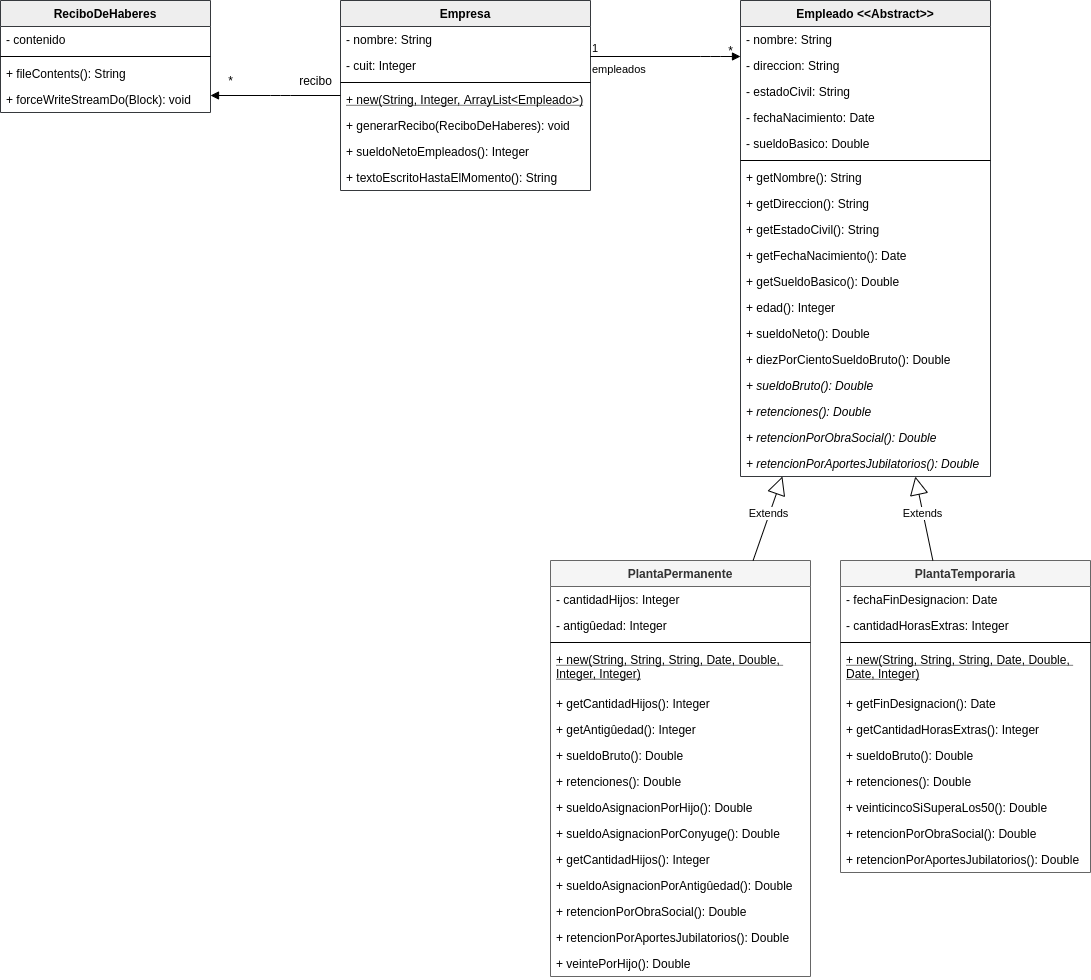 ReciboDeHaberes
- contenido
+ fileContents(): String
+ forceWriteStreamDo(Block): void
*
recibo
Empresa
- nombre: String
- cuit: Integer
+ new(String, Integer, ArrayList<Empleado>)
+ generarRecibo(ReciboDeHaberes): void
+ sueldoNetoEmpleados(): Integer
+ textoEscritoHastaElMomento(): String
1
*
empleados
Empleado <<Abstract>>
- nombre: String
- direccion: String
- estadoCivil: String
- fechaNacimiento: Date
- sueldoBasico: Double
+ getNombre(): String
+ getDireccion(): String
+ getEstadoCivil(): String
+ getFechaNacimiento(): Date
+ getSueldoBasico(): Double
+ edad(): Integer
+ sueldoNeto(): Double
+ diezPorCientoSueldoBruto(): Double
+ sueldoBruto(): Double
+ retenciones(): Double
+ retencionPorObraSocial(): Double
+ retencionPorAportesJubilatorios(): Double
Extends
Extends
PlantaPermanente
- cantidadHijos: Integer
- antigûedad: Integer
+ new(String, String, String, Date, Double,
Integer, Integer)
+ getCantidadHijos(): Integer
+ getAntigûedad(): Integer
+ sueldoBruto(): Double
+ retenciones(): Double
+ sueldoAsignacionPorHijo(): Double
+ sueldoAsignacionPorConyuge(): Double
+ getCantidadHijos(): Integer
+ sueldoAsignacionPorAntigûedad(): Double
+ retencionPorObraSocial(): Double
+ retencionPorAportesJubilatorios(): Double
+ veintePorHijo(): Double
PlantaTemporaria
- fechaFinDesignacion: Date
- cantidadHorasExtras: Integer
+ new(String, String, String, Date, Double,
Date, Integer)
+ getFinDesignacion(): Date
+ getCantidadHorasExtras(): Integer
+ sueldoBruto(): Double
+ retenciones(): Double
+ veinticincoSiSuperaLos50(): Double
+ retencionPorObraSocial(): Double
+ retencionPorAportesJubilatorios(): Double